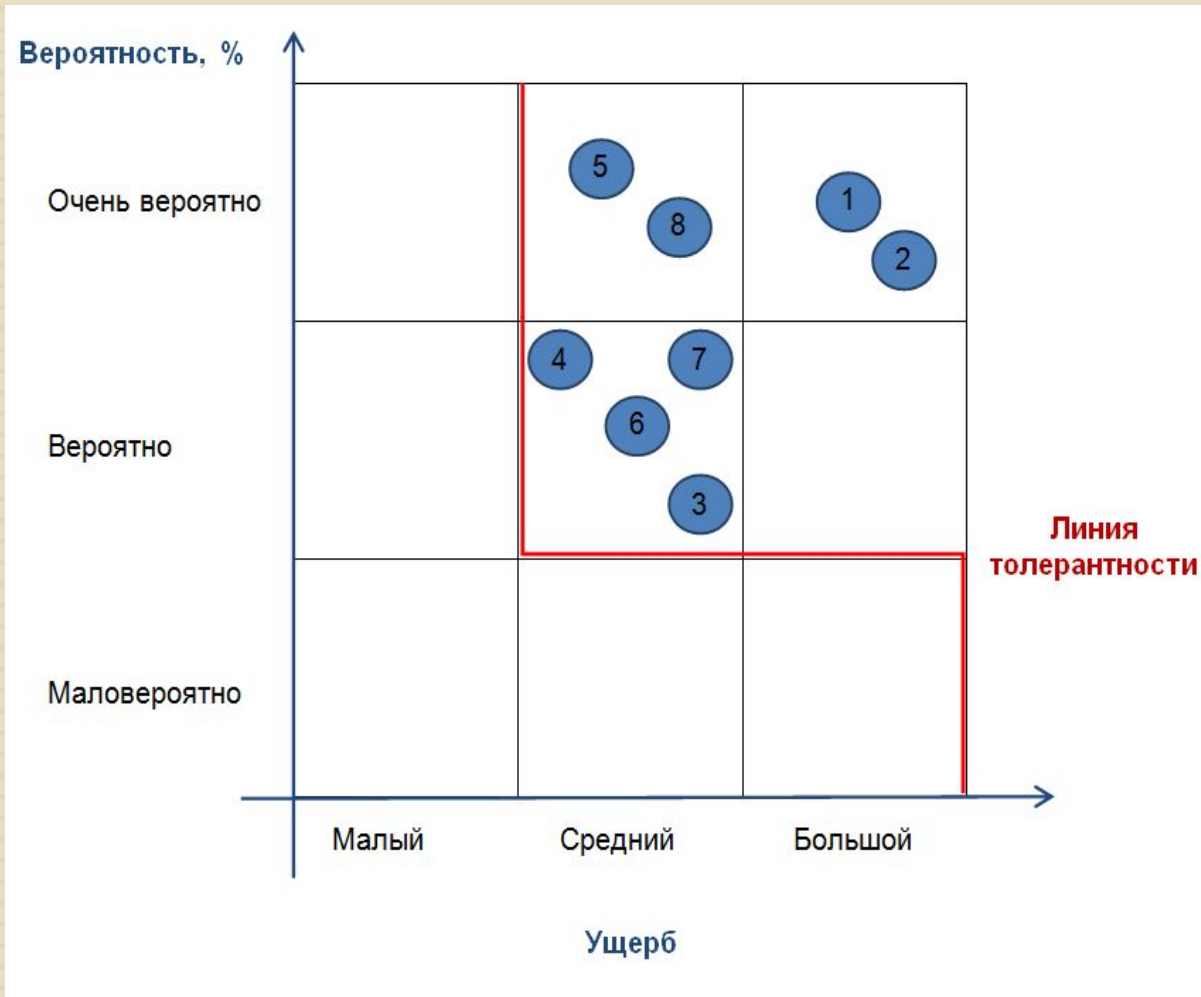 Вероятность, %
Очень вероятно
5
8
1
2
Вероятно
4
7
6
3
Линия
толерантности
Маловероятно
Малый
Средний
Большой
Ущерб